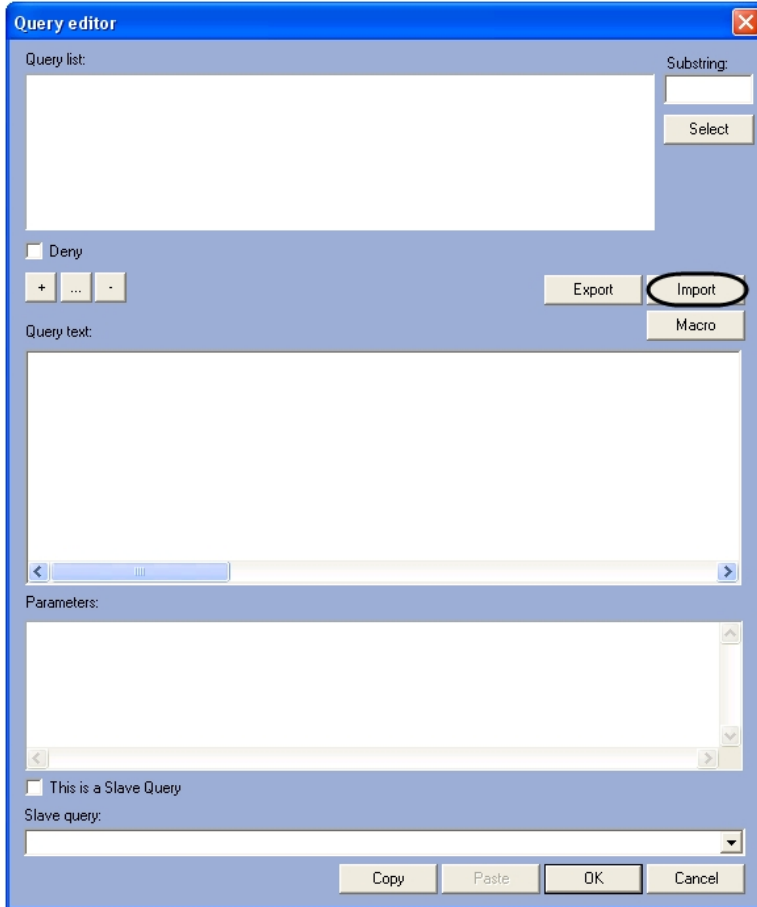 Query editor
Query list:
Substring:
Select
Deny
+ ... -
Export Import
Macro
Query text:
Parameters:
This is a Slave Query
Slave query:
Copy Paste OK Cancel